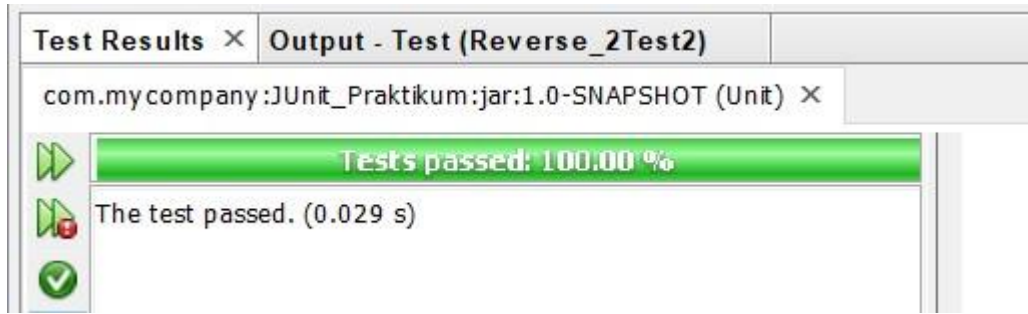 Test Results × Output - Test (Reverse_2Test2)
com.mycompany:JUnit_Praktikum:jar:1.0-SNAPSHOT (Unit) ×
Tests passed: 100.00 %
The test passed. (0.029 s)